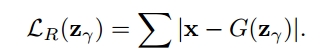 ℒ_R(𝐳_γ) = ∑ |𝐱 − G(𝐳_γ)|.